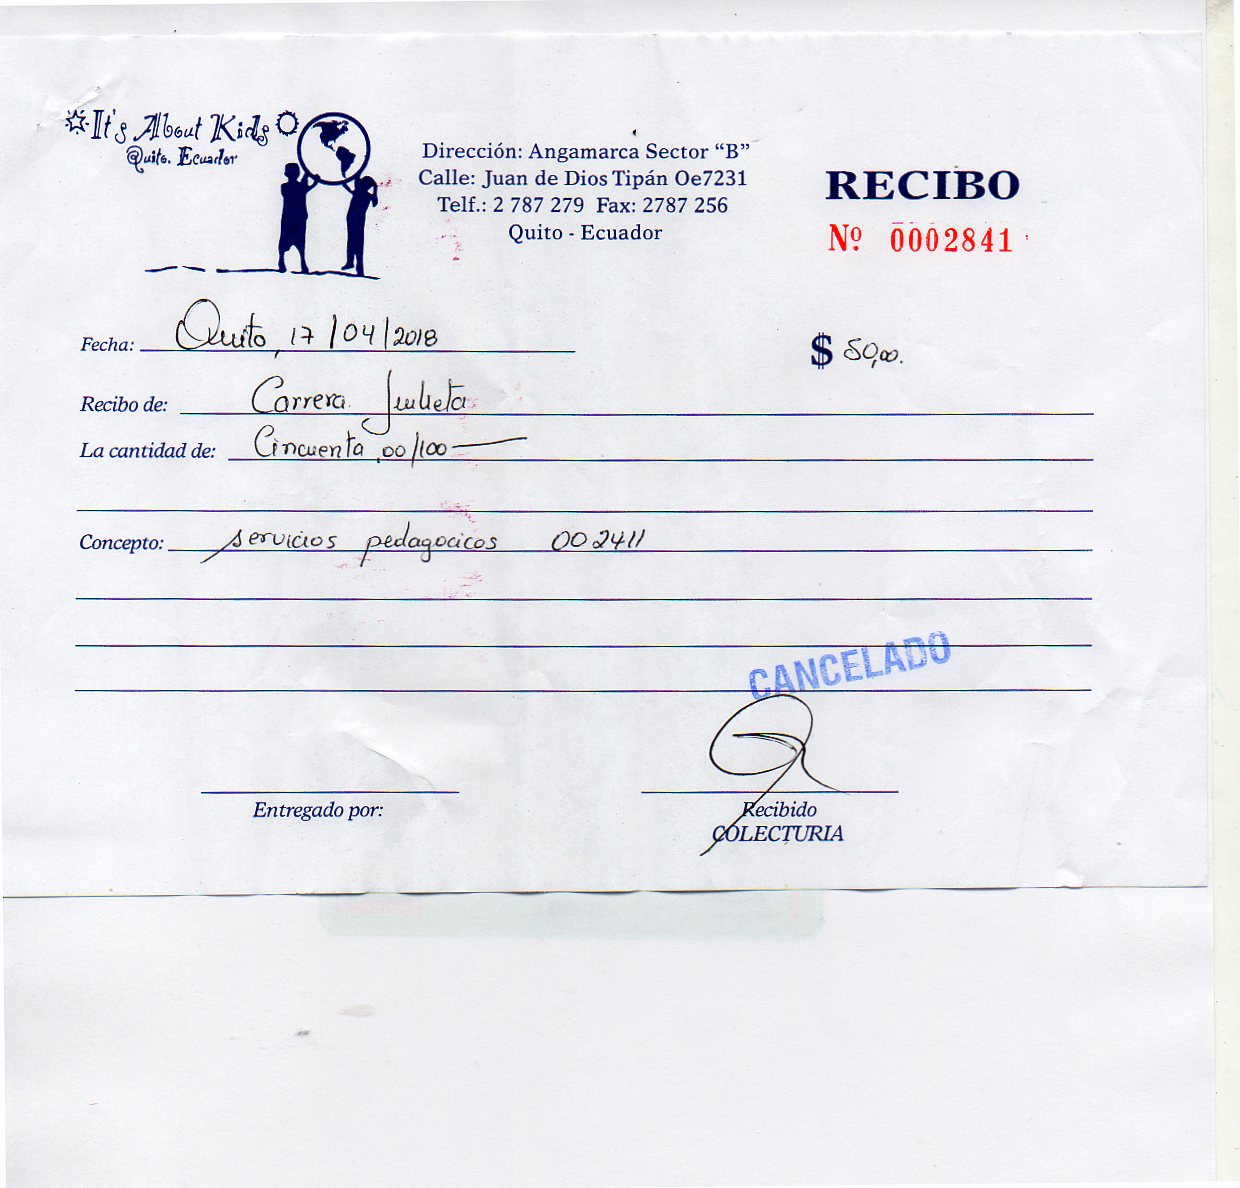 It's About Kids
Quito. Ecuador
Dirección: Angamarca Sector “B”
Calle: Juan de Dios Tipán Oe7231
Telf.: 2 787 279 Fax: 2787 256
Quito - Ecuador
RECIBO
Nº. 0002841
Fecha: Quito, 17/04/2018
$ 50,00.
Recibo de: Carrera Julieta
La cantidad de: Cincuenta ,00/100
Concepto: servicios pedagocicos 002411
CANCELADO
Entregado por:
Recibido
COLECTURIA